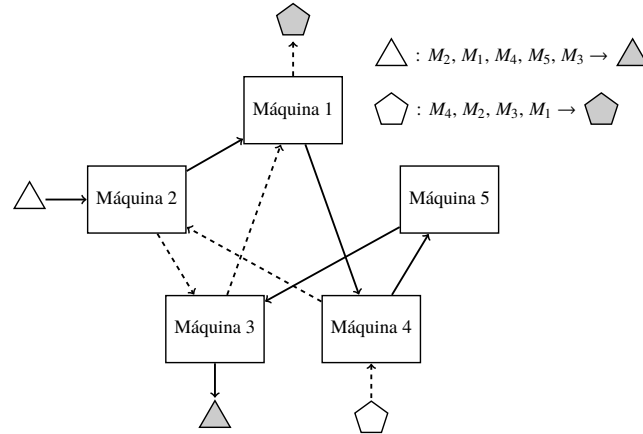 : M₂, M₁, M₄, M₅, M₃ →
: M₄, M₂, M₃, M₁ →
Máquina 1
Máquina 2
Máquina 5
Máquina 3
Máquina 4